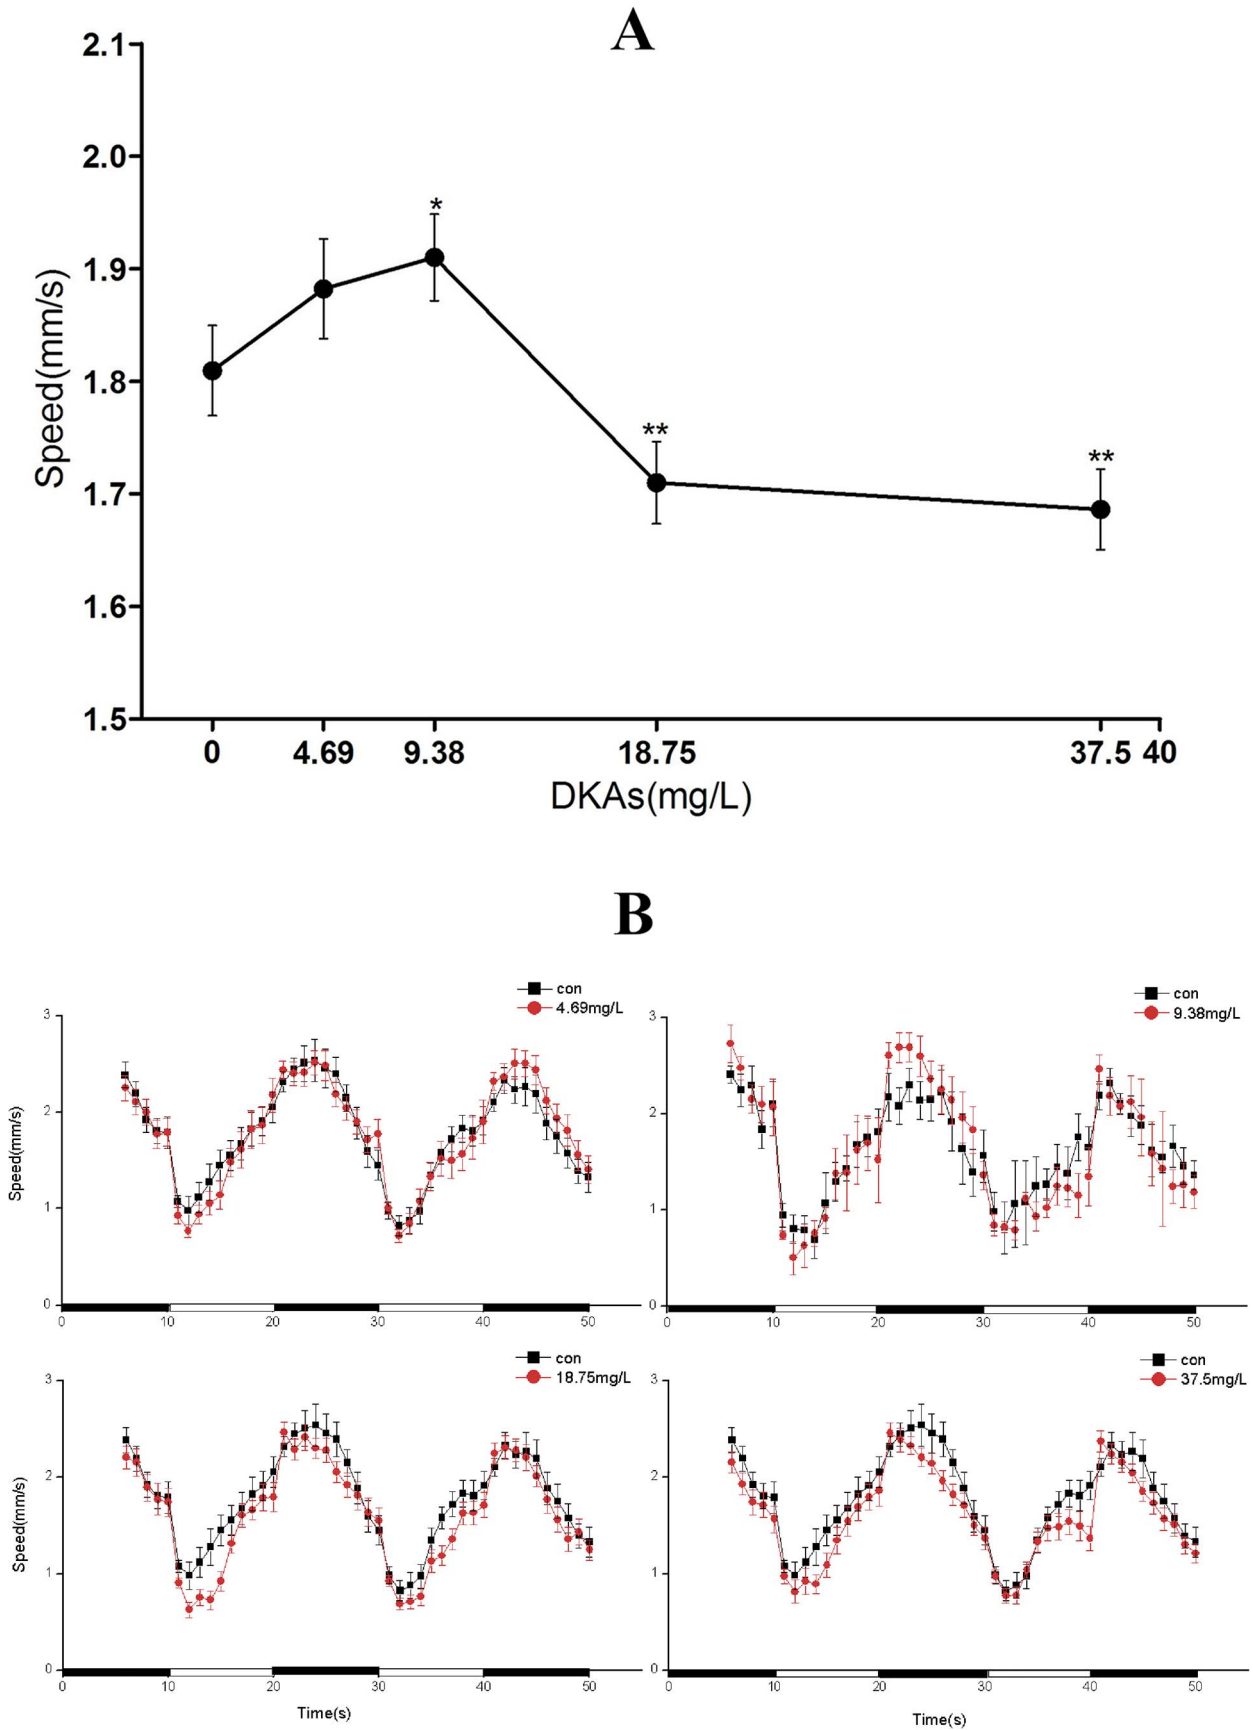 A
2.1
2.0
*
1.9
1.8
**
**
1.7
1.6
1.5
Speed(mm/s)
0 4.69 9.38 18.75 37.5 40
DKAs(mg/L)
B
con
4.69mg/L
3
2
1
0
Speed(mm/s)
0 10 20 30 40 50
con
9.38mg/L
3
2
1
0
0 10 20 30 40 50
con
18.75mg/L
3
2
1
0
Speed(mm/s)
0 10 20 30 40 50
Time(s)
con
37.5mg/L
3
2
1
0
0 10 20 30 40 50
Time(s)